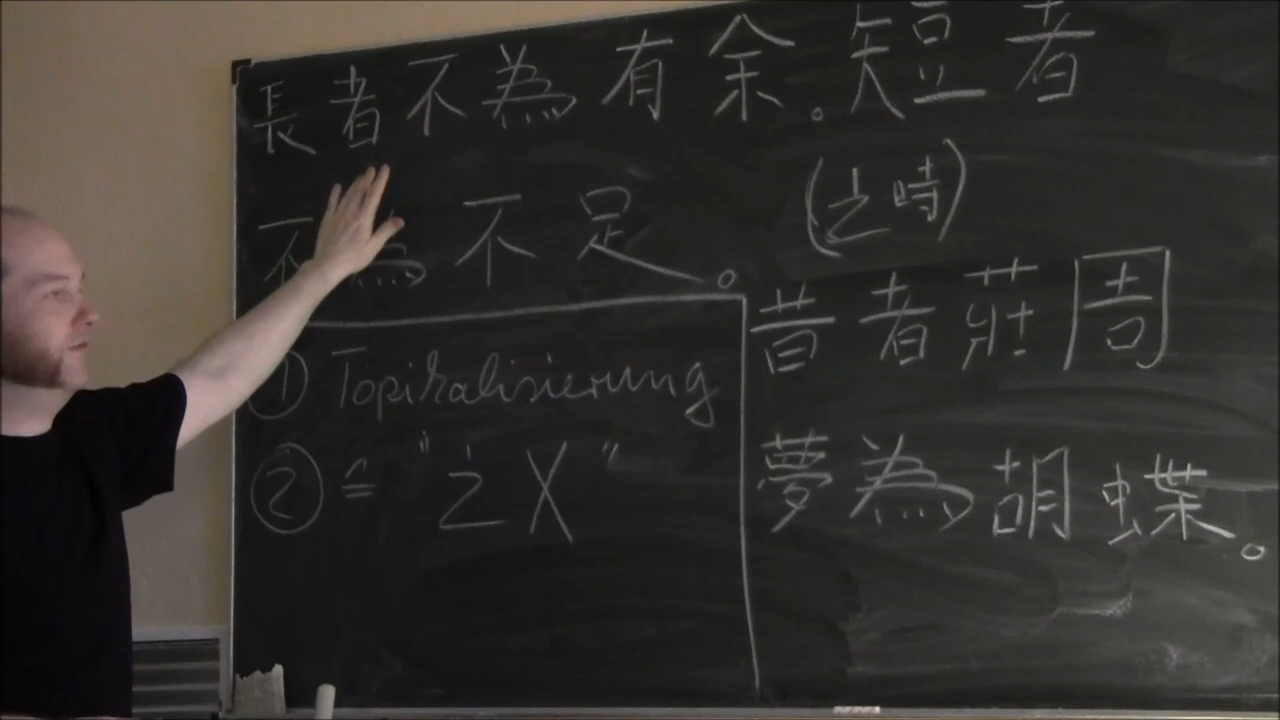 長者不為有余。短者
不為不足。
① Topikalisierung
② ≙ "之X"
(之時)
昔者莊周
夢為胡蝶。